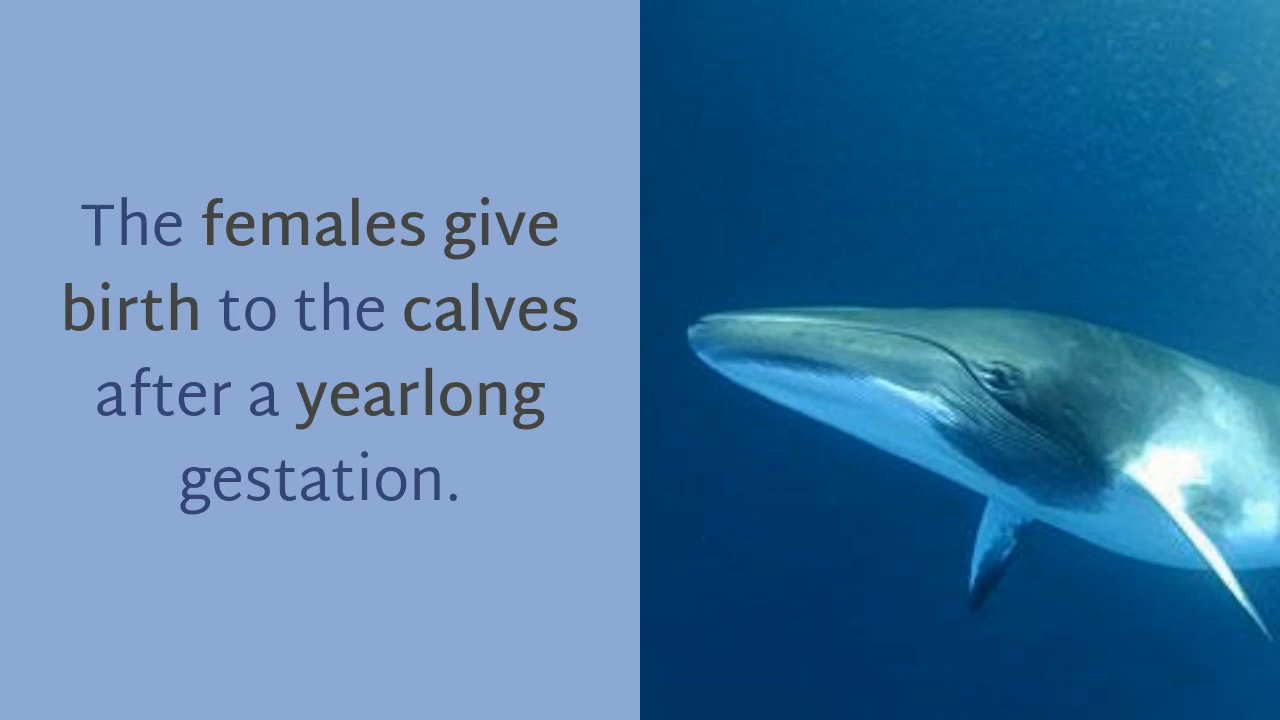 The females give
birth to the calves
after a yearlong
gestation.